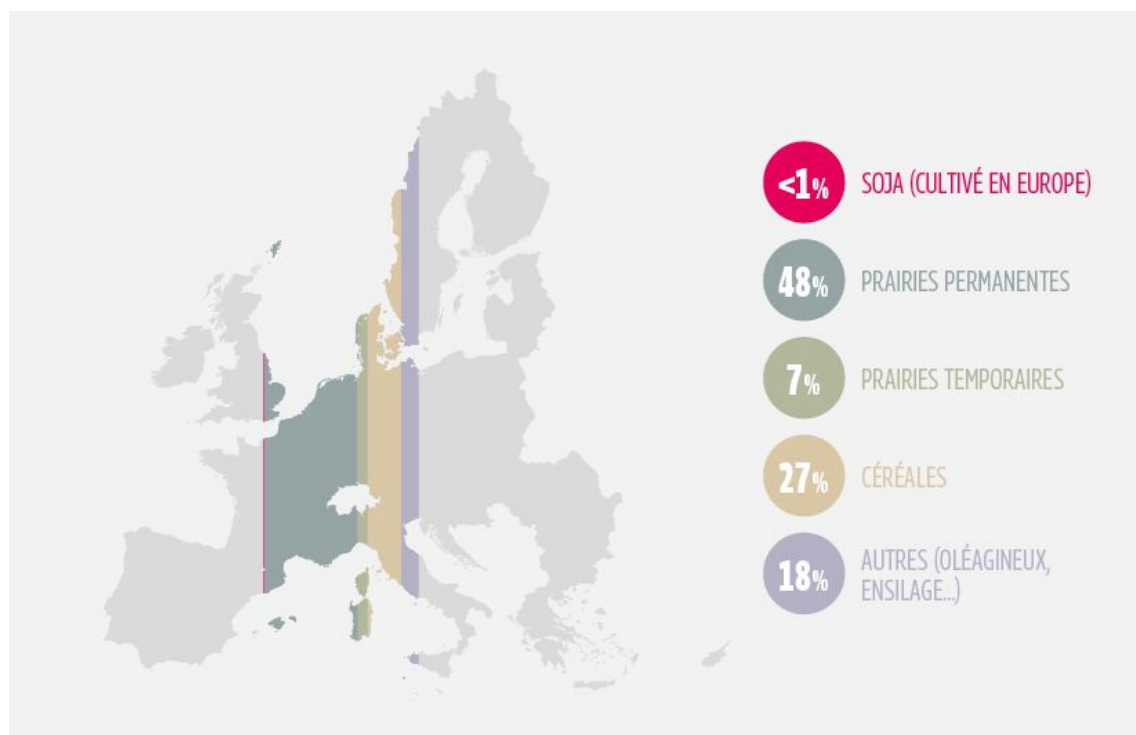 <1% SOJA (CULTIVÉ EN EUROPE)
48% PRAIRIES PERMANENTES
7% PRAIRIES TEMPORAIRES
27% CÉRÉALES
18% AUTRES (OLÉAGINEUX,
ENSILAGE...)